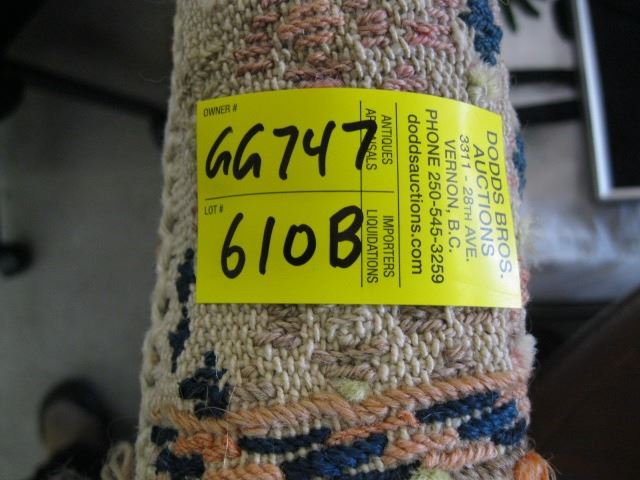 OWNER #
GG747
LOT #
610B
ANTIQUES
APPRAISALS
IMPORTERS
LIQUIDATIONS
DODDS BROS.
AUCTIONS
3311 - 28TH AVE.
VERNON, B.C.
PHONE 250-545-3259
doddsauctions.com